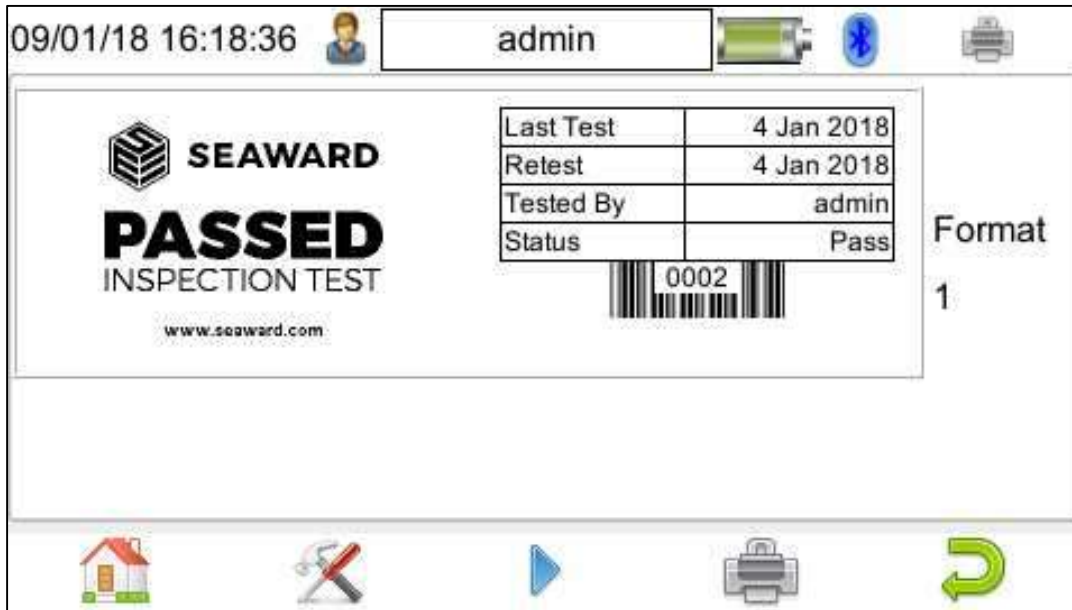 09/01/18 16:18:36 admin
SEAWARD
PASSED
INSPECTION TEST
www.seaward.com
Last Test 4 Jan 2018
Retest 4 Jan 2018
Tested By admin
Status Pass
0002
Format
1